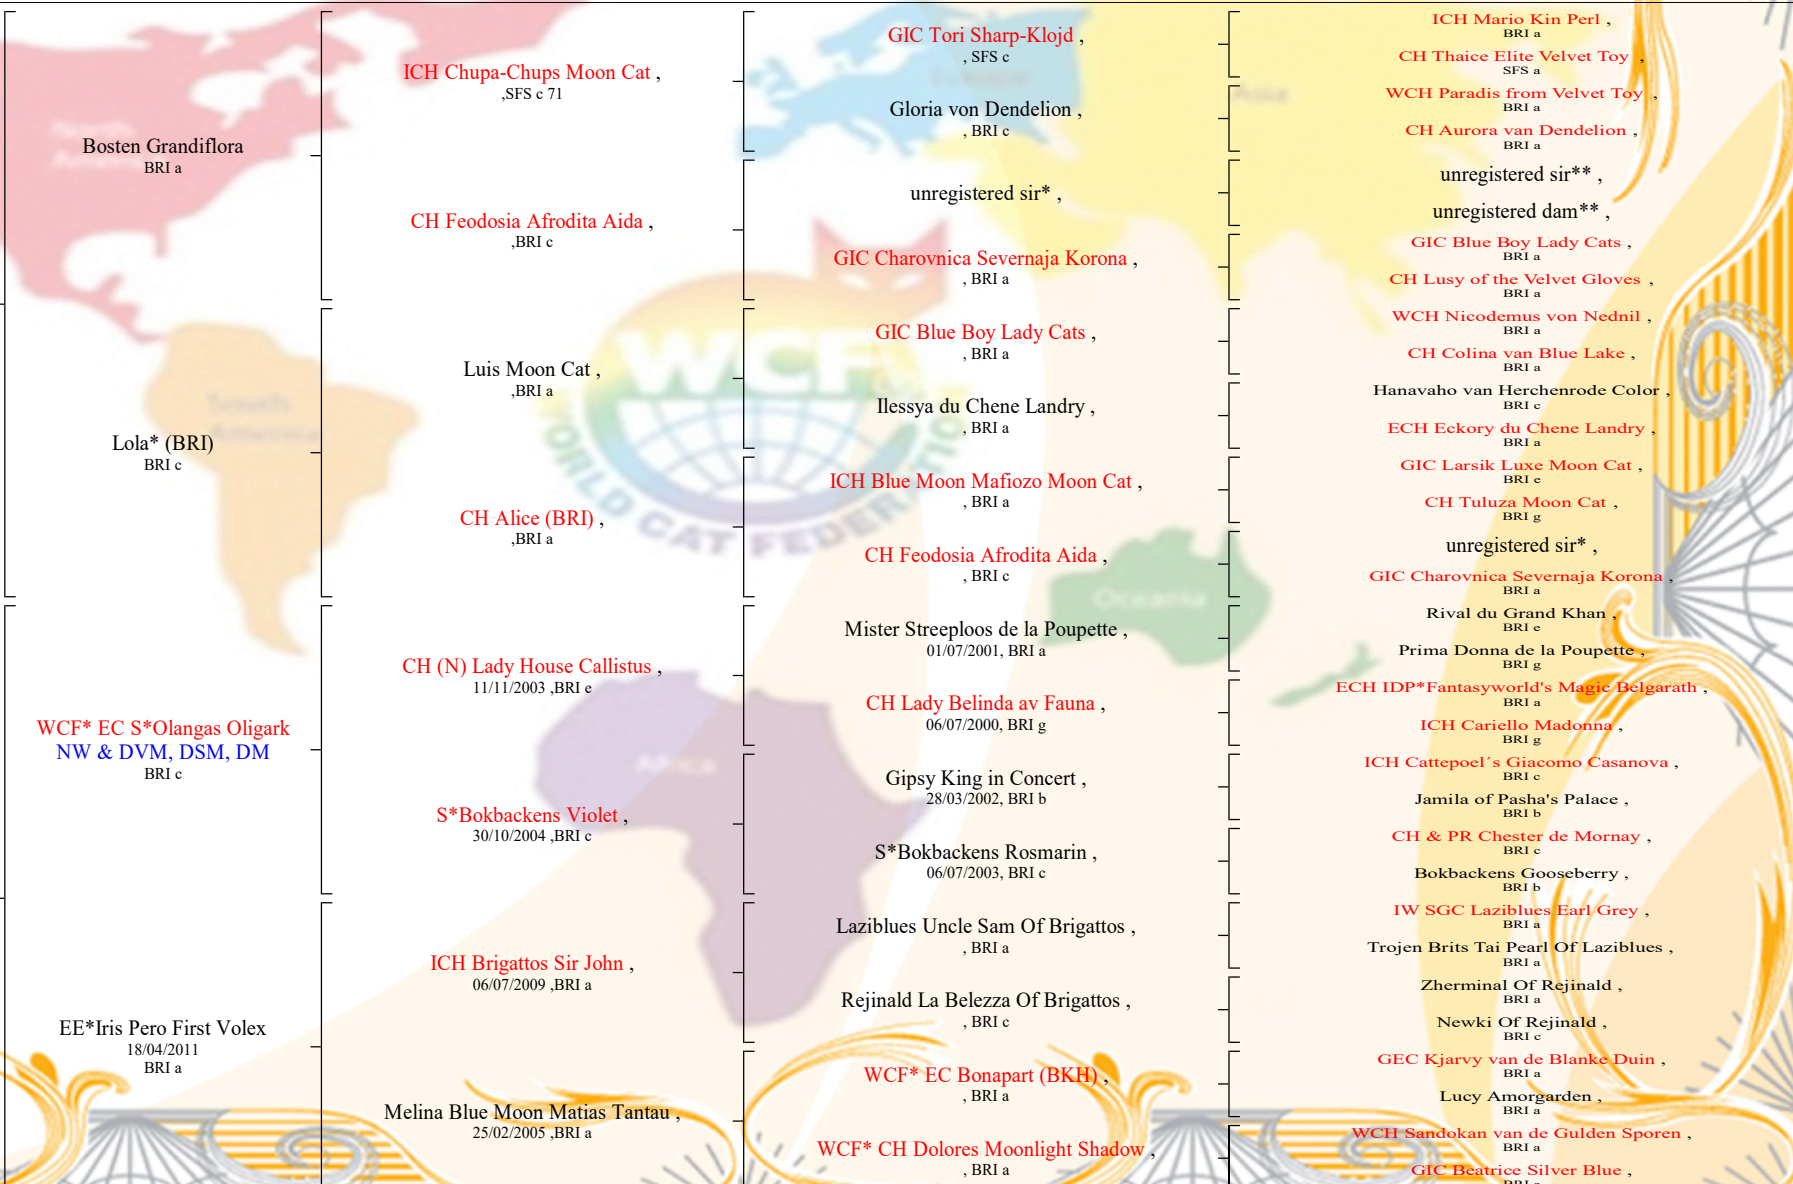 Bosten Grandiflora
BRI a
Lola* (BRI)
BRI c
WCF* EC S*Olangas Oligark
NW & DVM, DSM, DM
BRI c
EE*Iris Pero First Volex
18/04/2011
BRI a
ICH Chupa-Chups Moon Cat ,
,SFS c 71
CH Feodosia Afrodita Aida ,
,BRI c
Luis Moon Cat ,
,BRI a
CH Alice (BRI) ,
,BRI a
CH (N) Lady House Callistus ,
11/11/2003 ,BRI e
S*Bokbackens Violet ,
30/10/2004 ,BRI c
ICH Brigattos Sir John ,
06/07/2009 ,BRI a
Melina Blue Moon Matias Tantau ,
25/02/2005 ,BRI a
GIC Tori Sharp-Klojd ,
, SFS c
Gloria von Dendelion ,
, BRI c
unregistered sir* ,
GIC Charovnica Severnaja Korona ,
, BRI a
GIC Blue Boy Lady Cats ,
, BRI a
Ilessya du Chene Landry ,
, BRI a
ICH Blue Moon Mafiozo Moon Cat ,
, BRI a
CH Feodosia Afrodita Aida ,
, BRI c
Mister Streeploos de la Poupette ,
01/07/2001, BRI a
CH Lady Belinda av Fauna ,
06/07/2000, BRI g
Gipsy King in Concert ,
28/03/2002, BRI b
S*Bokbackens Rosmarin ,
06/07/2003, BRI c
Laziblues Uncle Sam Of Brigattos ,
, BRI a
Rejinald La Belezza Of Brigattos ,
, BRI c
WCF* EC Bonapart (BKH) ,
, BRI a
WCF* CH Dolores Moonlight Shadow ,
, BRI a
ICH Mario Kin Perl ,
BRI a
CH Thaice Elite Velvet Toy ,
SFS a
WCH Paradis from Velvet Toy ,
BRI a
CH Aurora van Dendelion ,
BRI a
unregistered sir** ,
unregistered dam** ,
GIC Blue Boy Lady Cats ,
BRI a
CH Lusy of the Velvet Gloves ,
BRI a
WCH Nicodemus von Nednil ,
BRI a
CH Colina van Blue Lake ,
BRI a
Hanavaho van Herchenrode Color ,
BRI c
ECH Eckory du Chene Landry ,
BRI a
GIC Larsik Luxe Moon Cat ,
BRI c
CH Tuluza Moon Cat ,
BRI g
unregistered sir* ,
GIC Charovnica Severnaja Korona ,
BRI a
Rival du Grand Khan ,
BRI e
Prima Donna de la Poupette ,
BRI g
ECH IDP*Fantasyworld's Magic Belgarath ,
BRI a
ICH Cariello Madonna ,
BRI g
ICH Cattepoel´s Giacomo Casanova ,
BRI c
Jamila of Pasha's Palace ,
BRI b
CH & PR Chester de Mornay ,
BRI c
Bokbackens Gooseberry ,
BRI b
IW SGC Laziblues Earl Grey ,
BRI a
Trojen Brits Tai Pearl Of Laziblues ,
BRI a
Zherminal Of Rejinald ,
BRI a
Newki Of Rejinald ,
BRI c
GEC Kjarvy van de Blanke Duin ,
BRI a
Lucy Amorgarden ,
BRI a
WCH Sandokan van de Gulden Sporen ,
BRI a
GIC Beatrice Silver Blue ,
North
America
South
America
Europe
Asia
Africa
Oceania
WCF
WORLD CAT FEDERATION